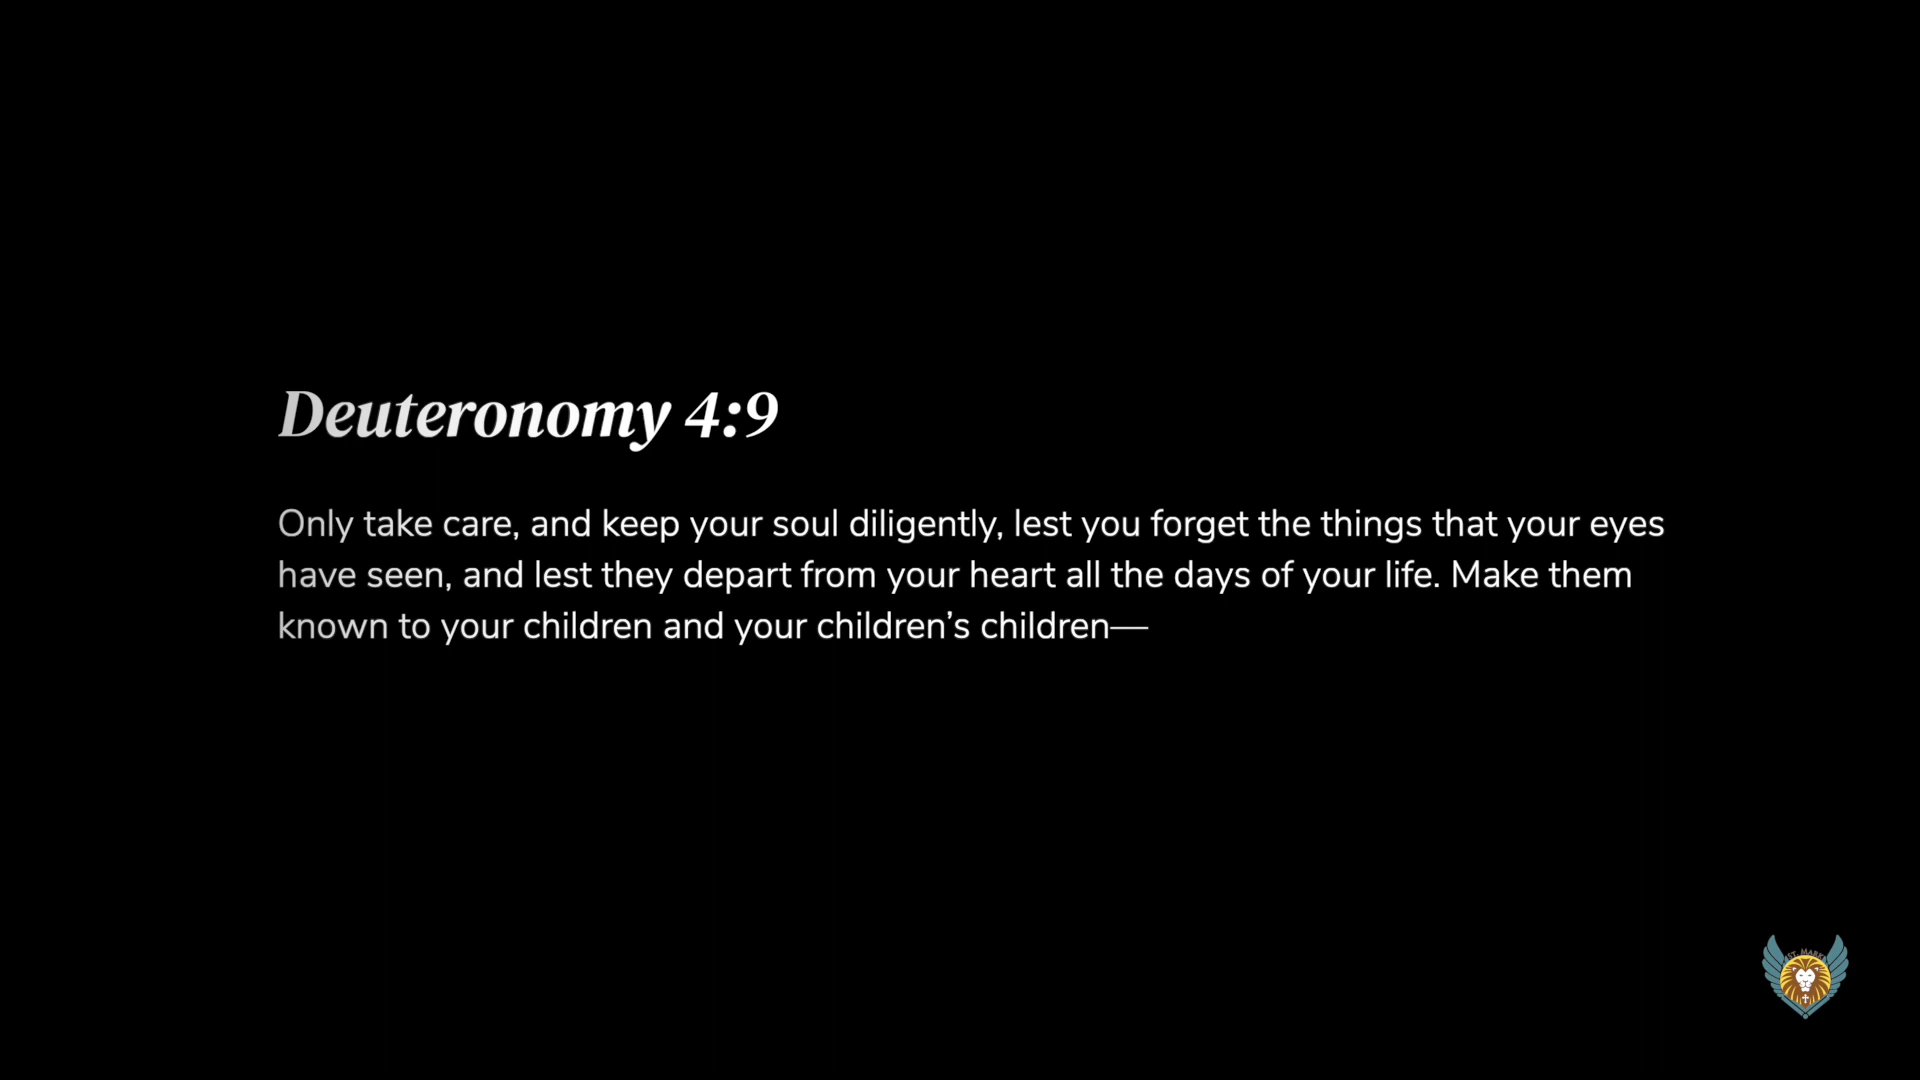 Deuteronomy 4:9
Only take care, and keep your soul diligently, lest you forget the things that your eyes
have seen, and lest they depart from your heart all the days of your life. Make them
known to your children and your children’s children—
ST. MARK